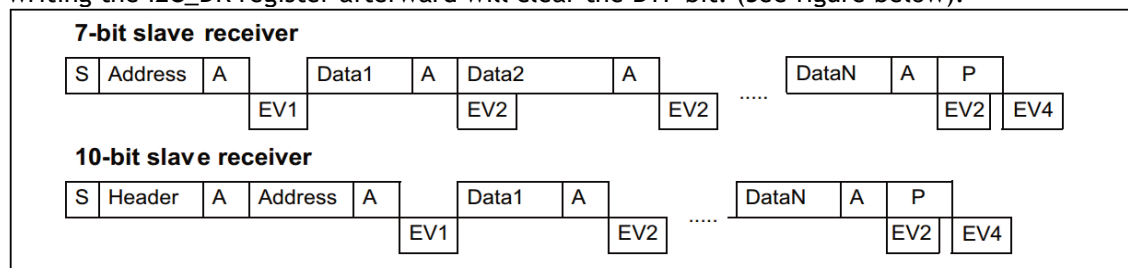 writing the I2C_DR register afterward will clear the BTF bit. (see figure below):
7-bit slave receiver
S Address A Data1 A Data2 A DataN A P
EV1 EV2 EV2 ..... EV2 EV4
10-bit slave receiver
S Header A Address A Data1 A DataN A P
EV1 EV2 ..... EV2 EV4